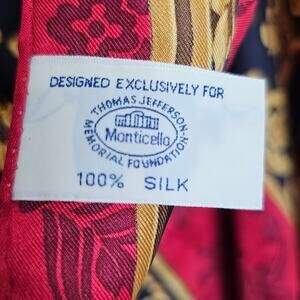 DESIGNED EXCLUSIVELY FOR
THOMAS JEFFERSON
Monticello
MEMORIAL FOUNDATION
100% SILK